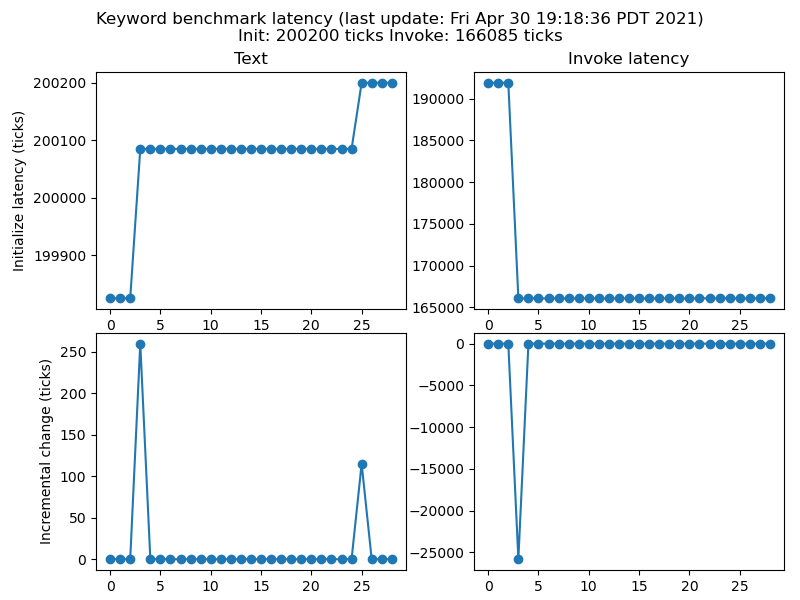 Keyword benchmark latency (last update: Fri Apr 30 19:18:36 PDT 2021)
Init: 200200 ticks Invoke: 166085 ticks
Text
Initialize latency (ticks)
200200
200100
200000
199900
0 5 10 15 20 25
Invoke latency
190000
185000
180000
175000
170000
165000
0 5 10 15 20 25
Incremental change (ticks)
250
200
150
100
50
0
0 5 10 15 20 25
0
−5000
−10000
−15000
−20000
−25000
0 5 10 15 20 25